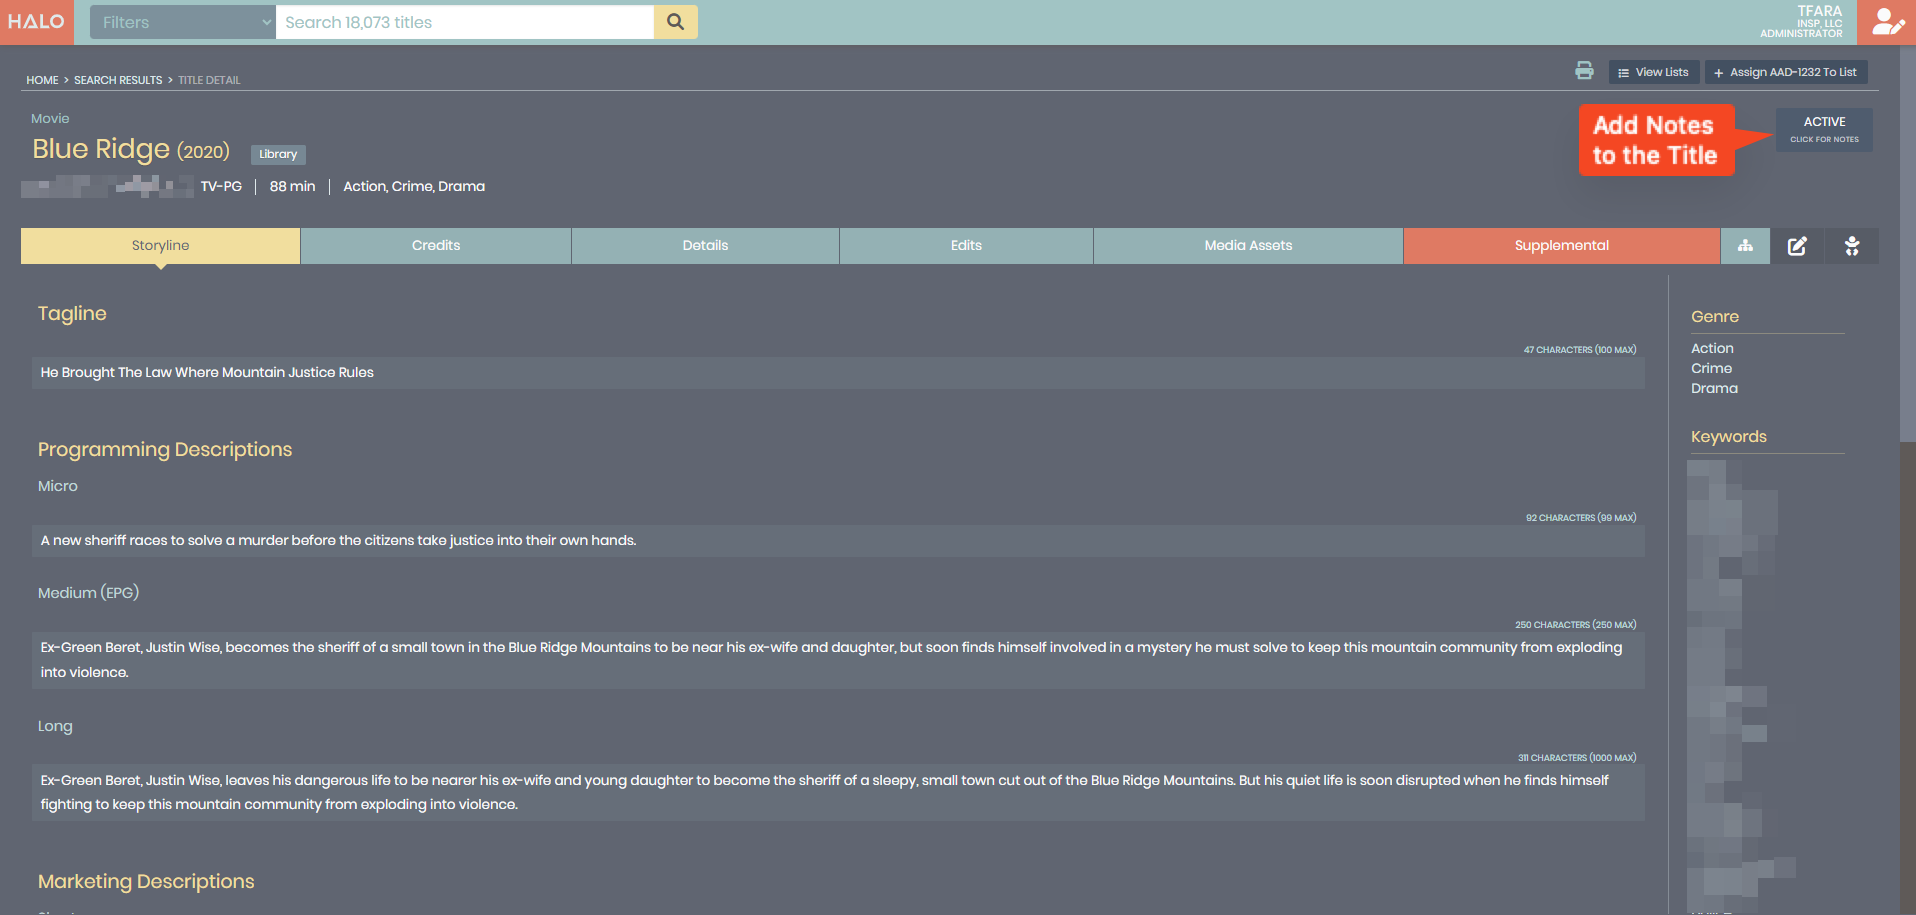 HALO
Filters
Search 18,073 titles
TFARA
INSP, LLC
ADMINISTRATOR
HOME > SEARCH RESULTS > TITLE DETAIL
View Lists
+ Assign AAD-1232 To List
Movie
Blue Ridge (2020)
Library
TV-PG | 88 min | Action, Crime, Drama
Add Notes
to the Title
ACTIVE
CLICK FOR NOTES
Storyline
Credits
Details
Edits
Media Assets
Supplemental
Tagline
47 CHARACTERS (100 MAX)
He Brought The Law Where Mountain Justice Rules
Programming Descriptions
Micro
92 CHARACTERS (99 MAX)
A new sheriff races to solve a murder before the citizens take justice into their own hands.
Medium (EPG)
250 CHARACTERS (250 MAX)
Ex-Green Beret, Justin Wise, becomes the sheriff of a small town in the Blue Ridge Mountains to be near his ex-wife and daughter, but soon finds himself involved in a mystery he must solve to keep this mountain community from exploding
into violence.
Long
311 CHARACTERS (1000 MAX)
Ex-Green Beret, Justin Wise, leaves his dangerous life to be nearer his ex-wife and young daughter to become the sheriff of a sleepy, small town cut out of the Blue Ridge Mountains. But his quiet life is soon disrupted when he finds himself
fighting to keep this mountain community from exploding into violence.
Marketing Descriptions
Genre
Action
Crime
Drama
Keywords